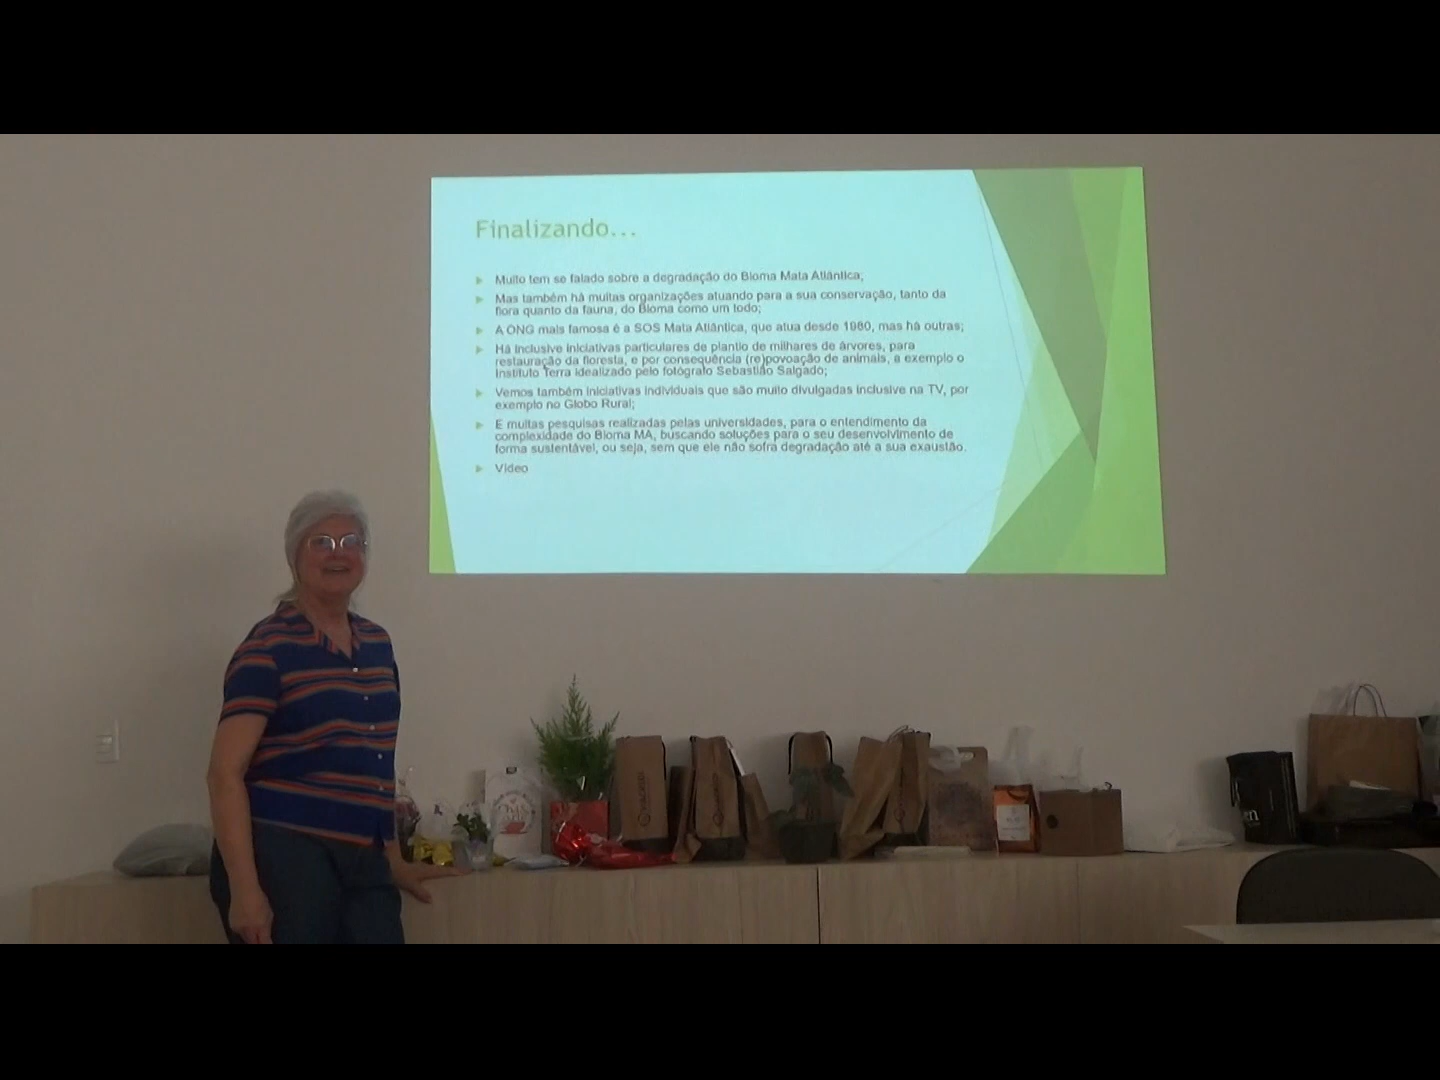 Finalizando...
Muito tem se falado sobre a degradação do Bioma Mata Atlântica;
Mas também há muitas organizações atuando para a sua conservação, tanto da
flora quanto da fauna, do Bioma como um todo;
A ONG mais famosa é a SOS Mata Atlântica, que atua desde 1980, mas há outras;
Há inclusive iniciativas particulares de plantio de milhares de árvores, para
restauração da floresta, e por consequência (re)povoação de animais, a exemplo o
Instituto Terra idealizado pelo fotógrafo Sebastião Salgado;
Vemos também iniciativas individuais que são muito divulgadas inclusive na TV, por
exemplo no Globo Rural;
E muitas pesquisas realizadas pelas universidades, para o entendimento da
complexidade do Bioma MA, buscando soluções para o seu desenvolvimento de
forma sustentável, ou seja, sem que ele não sofra degradação até a sua exaustão.
Vídeo